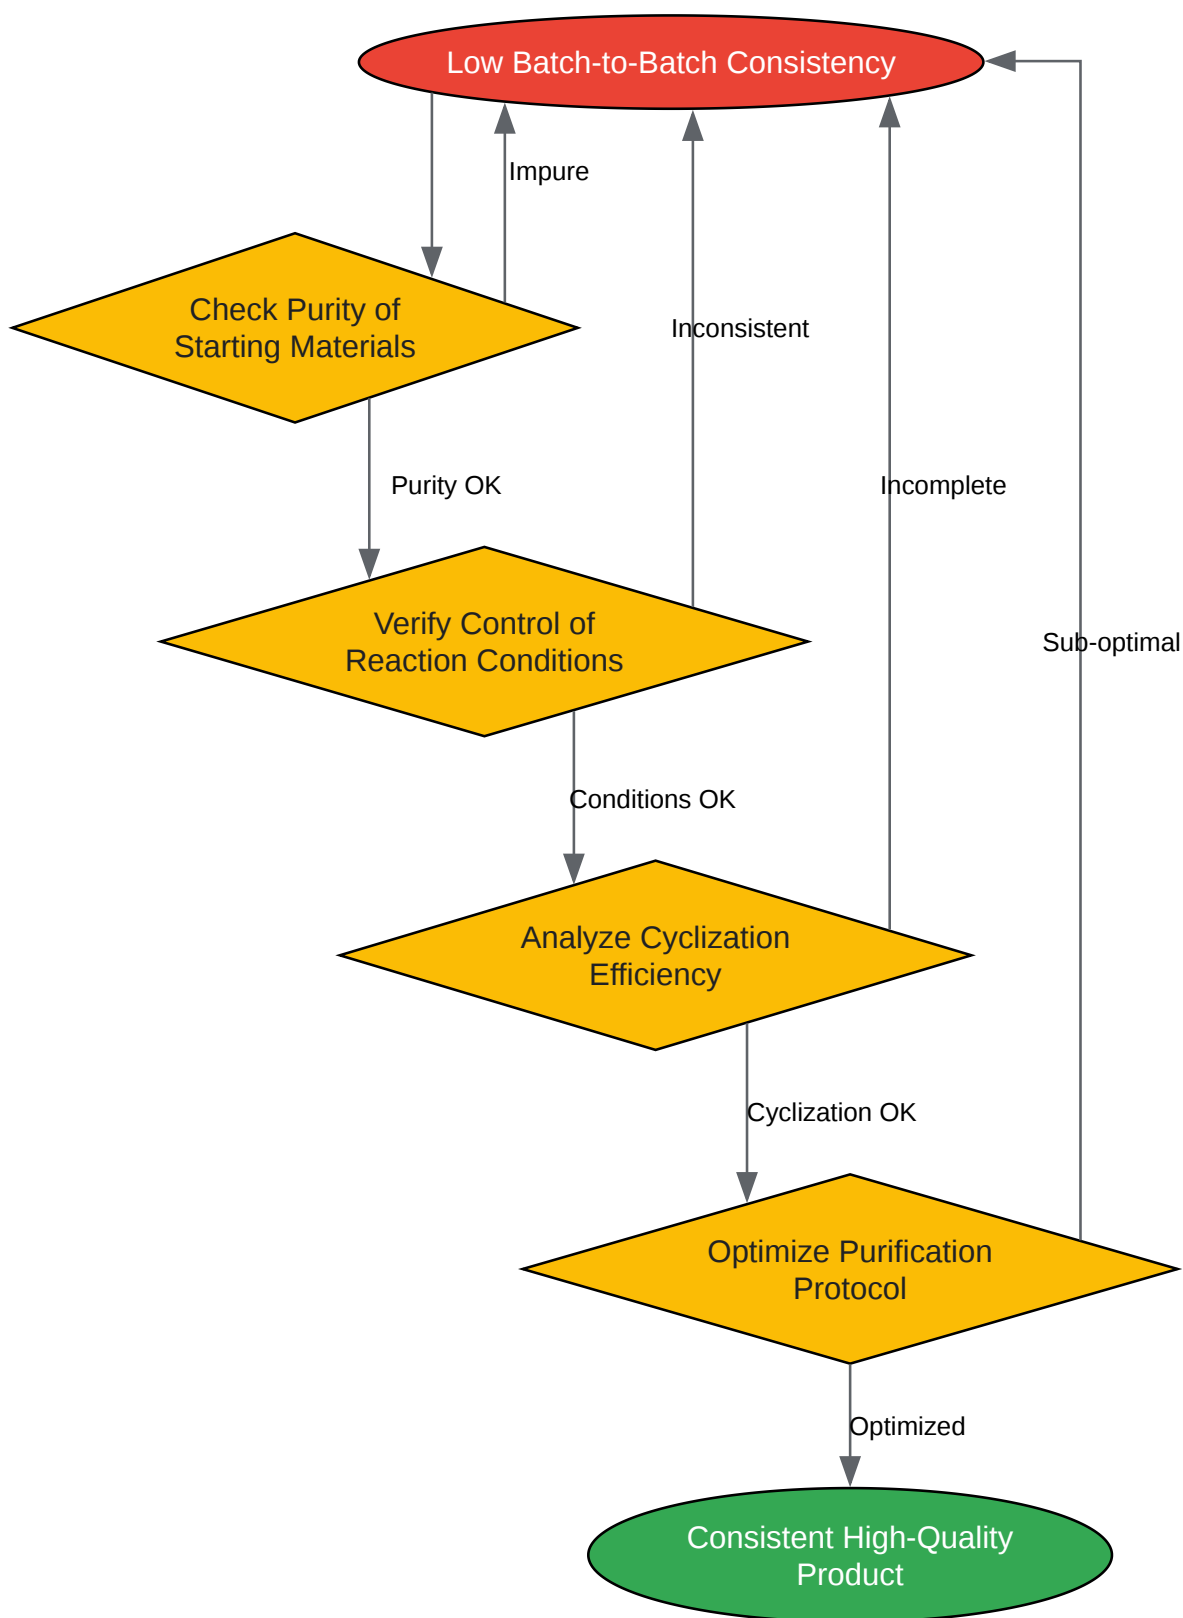 Low Batch-to-Batch Consistency
Impure
Check Purity of
Starting Materials
Inconsistent
Purity OK
Incomplete
Verify Control of
Reaction Conditions
Sub-optimal
Conditions OK
Analyze Cyclization
Efficiency
Cyclization OK
Optimize Purification
Protocol
Optimized
Consistent High-Quality
Product